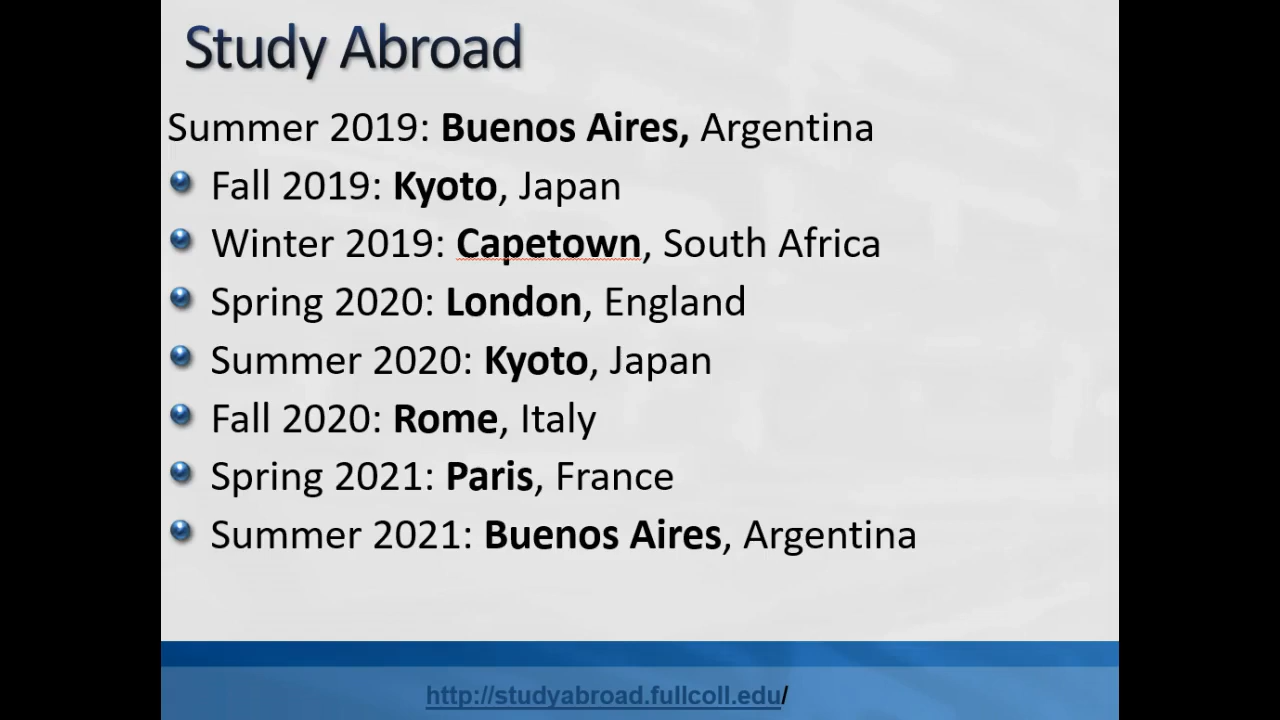 Study Abroad
Summer 2019: Buenos Aires, Argentina
Fall 2019: Kyoto, Japan
Winter 2019: Capetown, South Africa
Spring 2020: London, England
Summer 2020: Kyoto, Japan
Fall 2020: Rome, Italy
Spring 2021: Paris, France
Summer 2021: Buenos Aires, Argentina
http://studyabroad.fullcoll.edu/